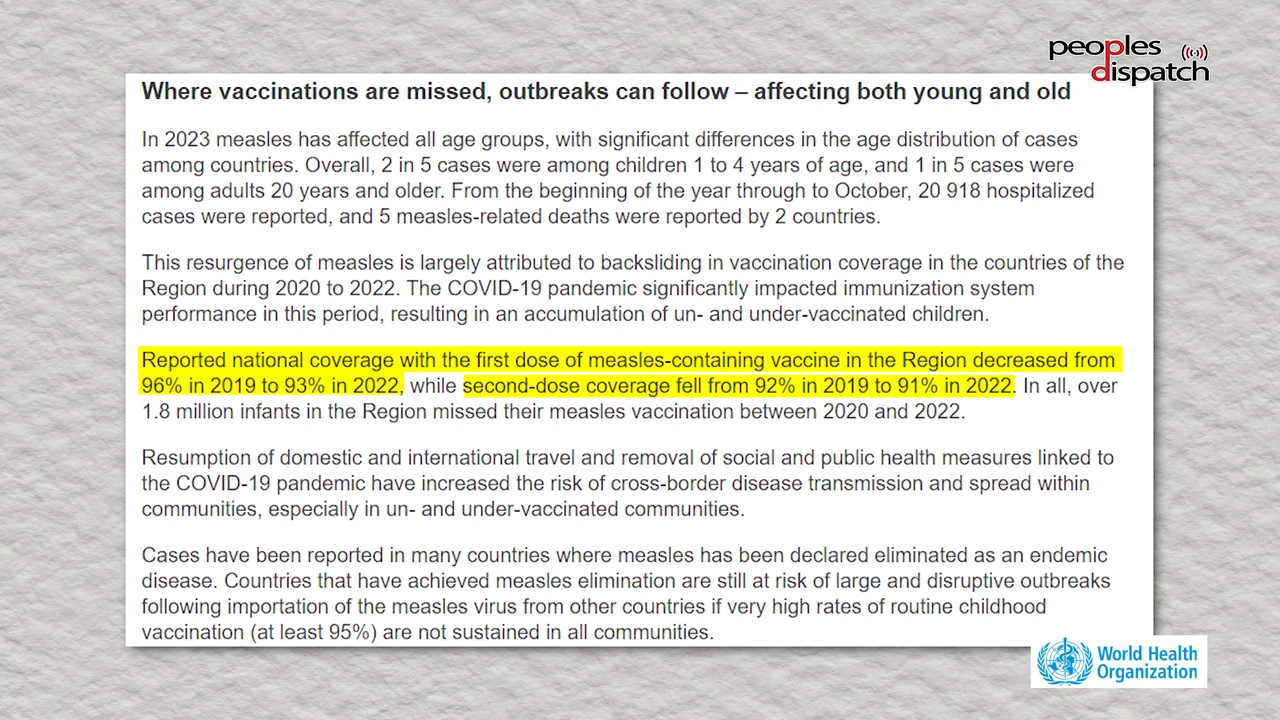 peoples
dispatch
Where vaccinations are missed, outbreaks can follow – affecting both young and old
In 2023 measles has affected all age groups, with significant differences in the age distribution of cases
among countries. Overall, 2 in 5 cases were among children 1 to 4 years of age, and 1 in 5 cases were
among adults 20 years and older. From the beginning of the year through to October, 20 918 hospitalized
cases were reported, and 5 measles-related deaths were reported by 2 countries.
This resurgence of measles is largely attributed to backsliding in vaccination coverage in the countries of the
Region during 2020 to 2022. The COVID-19 pandemic significantly impacted immunization system
performance in this period, resulting in an accumulation of un- and under-vaccinated children.
Reported national coverage with the first dose of measles-containing vaccine in the Region decreased from
96% in 2019 to 93% in 2022, while second-dose coverage fell from 92% in 2019 to 91% in 2022. In all, over
1.8 million infants in the Region missed their measles vaccination between 2020 and 2022.
Resumption of domestic and international travel and removal of social and public health measures linked to
the COVID-19 pandemic have increased the risk of cross-border disease transmission and spread within
communities, especially in un- and under-vaccinated communities.
Cases have been reported in many countries where measles has been declared eliminated as an endemic
disease. Countries that have achieved measles elimination are still at risk of large and disruptive outbreaks
following importation of the measles virus from other countries if very high rates of routine childhood
vaccination (at least 95%) are not sustained in all communities.
World Health
Organization